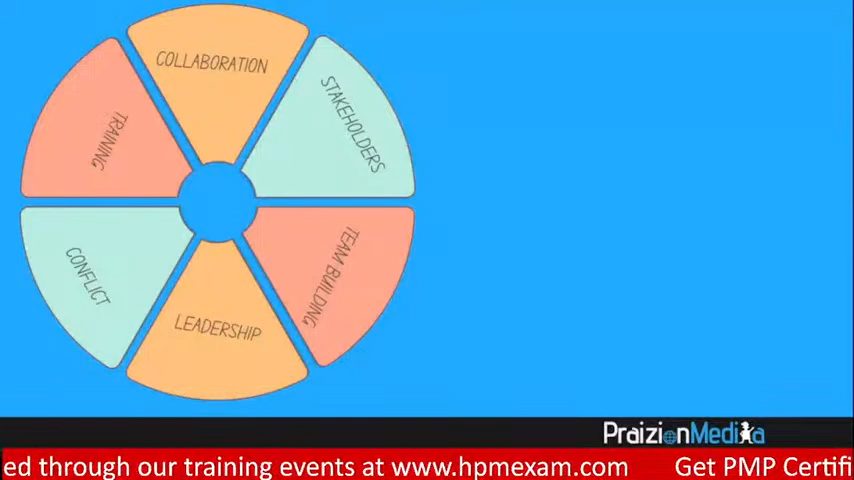 COLLABORATION
STAKEHOLDERS
TEAM BUILDING
LEADERSHIP
CONFLICT
TRAINING
PraizionMedia
ed through our training events at www.hpmexam.com Get PMP Certifi